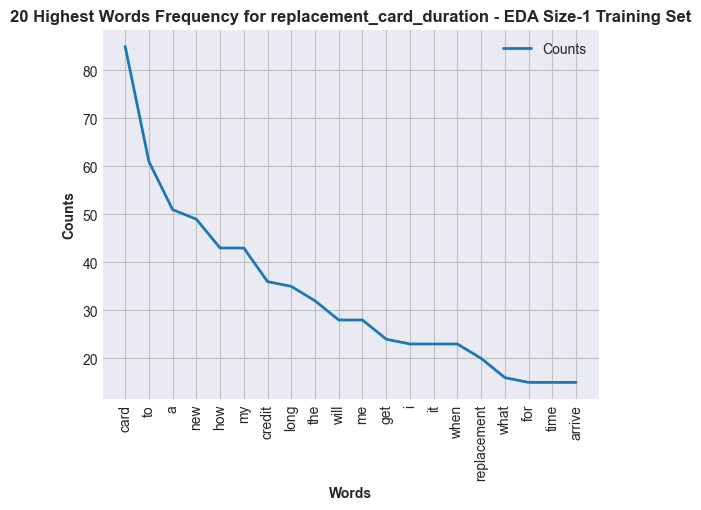 20 Highest Words Frequency for replacement_card_duration - EDA Size-1 Training Set
Counts
80
70
60
50
40
30
20
Counts
card
to
a
new
how
my
credit
long
the
will
me
get
i
it
when
replacement
what
for
time
arrive
Words